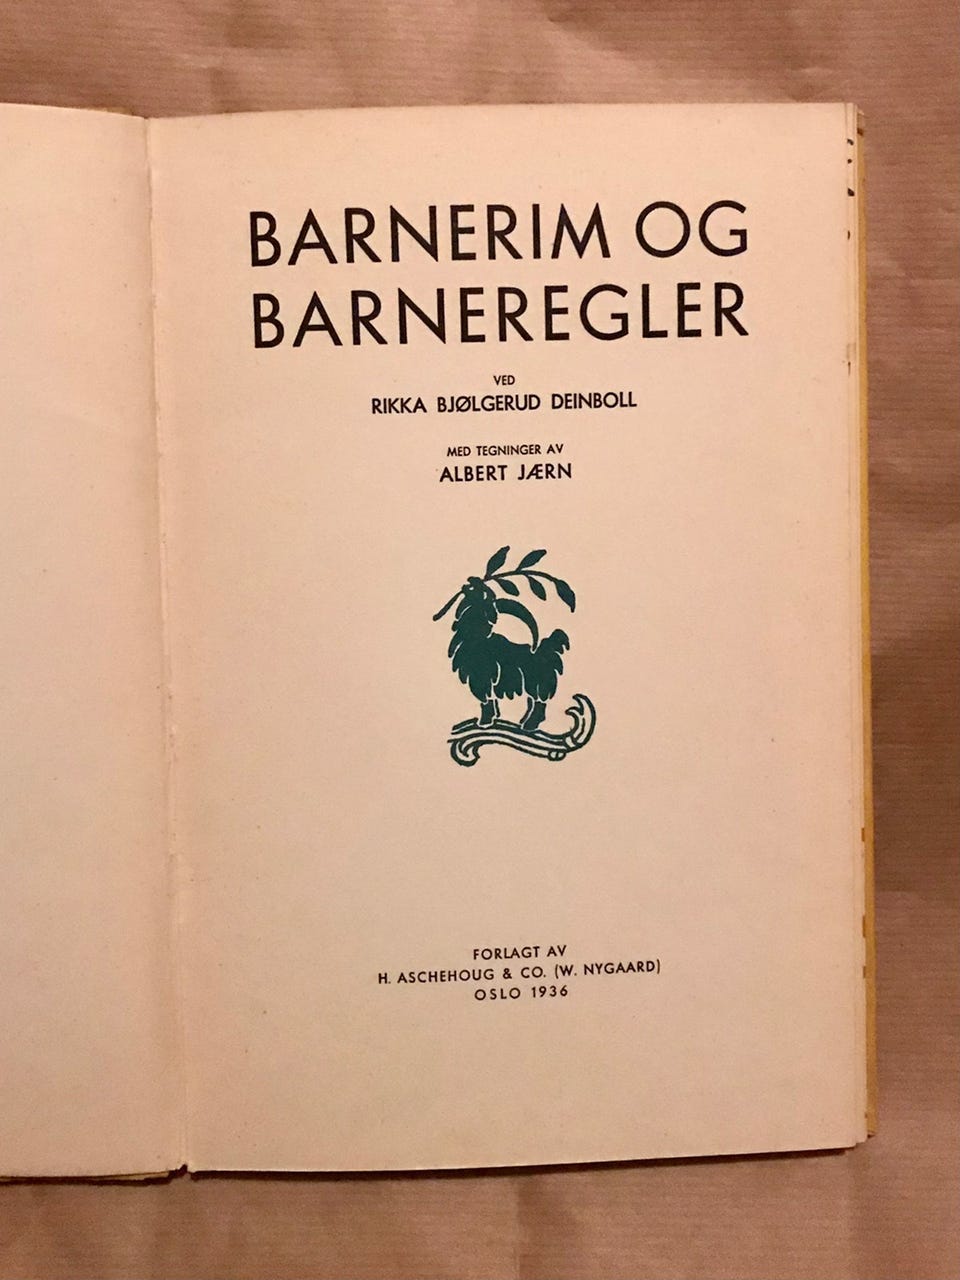 BARNERIM OG
BARNEREGLER
VED
RIKKA BJØLGERUD DEINBOLL
MED TEGNINGER AV
ALBERT JÆRN
FORLAGT AV
H. ASCHEHOUG & CO. (W. NYGAARD)
OSLO 1936